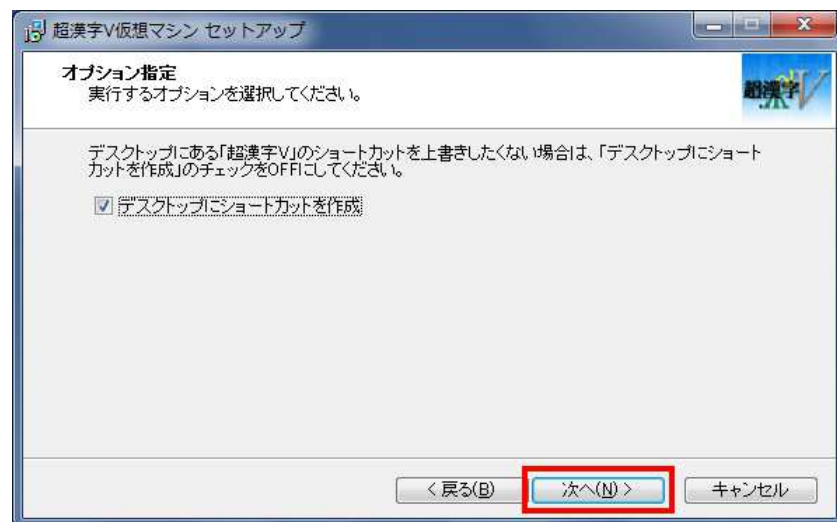 超漢字V仮想マシン セットアップ
オプション指定
実行するオプションを選択してください。
超漢字V
デスクトップにある「超漢字V」のショートカットを上書きしたくない場合は、「デスクトップにショート
カットを作成」のチェックをOFFにしてください。
デスクトップにショートカットを作成
< 戻る(B)
次へ(N) >
キャンセル